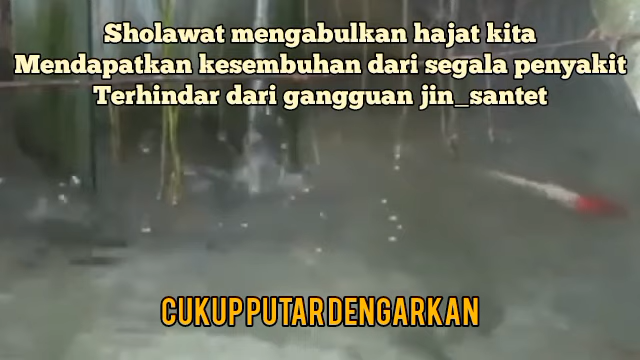 Sholawat mengabulkan hajat kita
Mendapatkan kesembuhan dari segala penyakit
Terhindar dari gangguan jin_santet
CUKUP PUTAR DENGARKAN